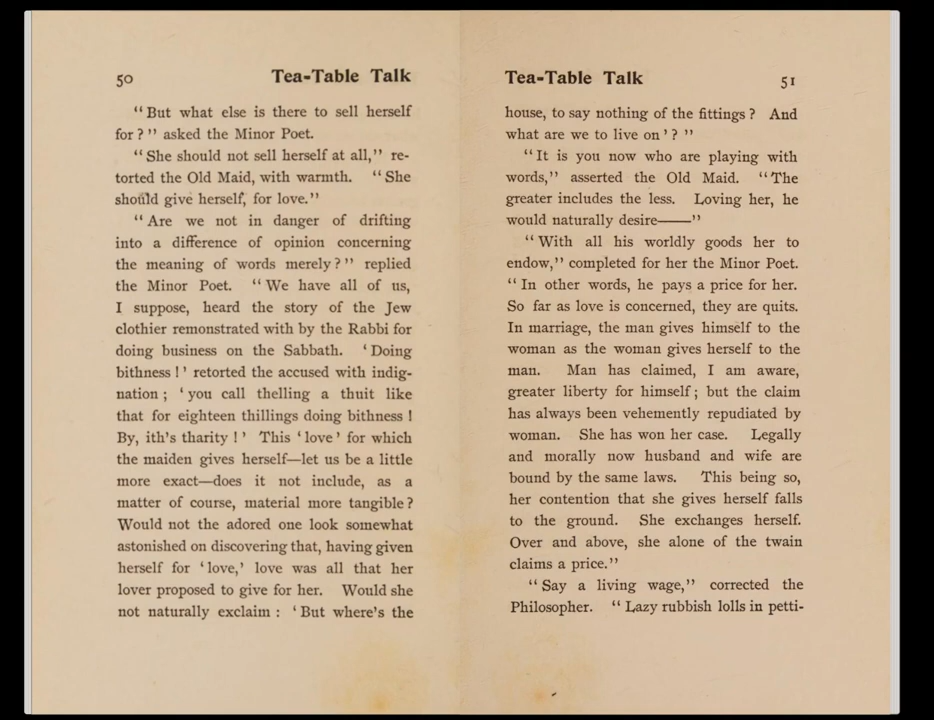 50 Tea-Table Talk
“But what else is there to sell herself
for?” asked the Minor Poet.
“She should not sell herself at all,” re-
torted the Old Maid, with warmth. “She
should give herself, for love.”
“Are we not in danger of drifting
into a difference of opinion concerning
the meaning of words merely?” replied
the Minor Poet. “We have all of us,
I suppose, heard the story of the Jew
clothier remonstrated with by the Rabbi for
doing business on the Sabbath. ‘Doing
bithness!’ retorted the accused with indig-
nation; ‘you call thelling a thuit like
that for eighteen thillings doing bithness!
By, ith’s tharity!’ This ‘love’ for which
the maiden gives herself—let us be a little
more exact—does it not include, as a
matter of course, material more tangible?
Would not the adored one look somewhat
astonished on discovering that, having given
herself for ‘love,’ love was all that her
lover proposed to give for her. Would she
not naturally exclaim: ‘But where’s the
Tea-Table Talk 51
house, to say nothing of the fittings? And
what are we to live on’?”
“It is you now who are playing with
words,” asserted the Old Maid. “The
greater includes the less. Loving her, he
would naturally desire——”
“With all his worldly goods her to
endow,” completed for her the Minor Poet.
“In other words, he pays a price for her.
So far as love is concerned, they are quits.
In marriage, the man gives himself to the
woman as the woman gives herself to the
man. Man has claimed, I am aware,
greater liberty for himself; but the claim
has always been vehemently repudiated by
woman. She has won her case. Legally
and morally now husband and wife are
bound by the same laws. This being so,
her contention that she gives herself falls
to the ground. She exchanges herself.
Over and above, she alone of the twain
claims a price.”
“Say a living wage,” corrected the
Philosopher. “Lazy rubbish lolls in petti-